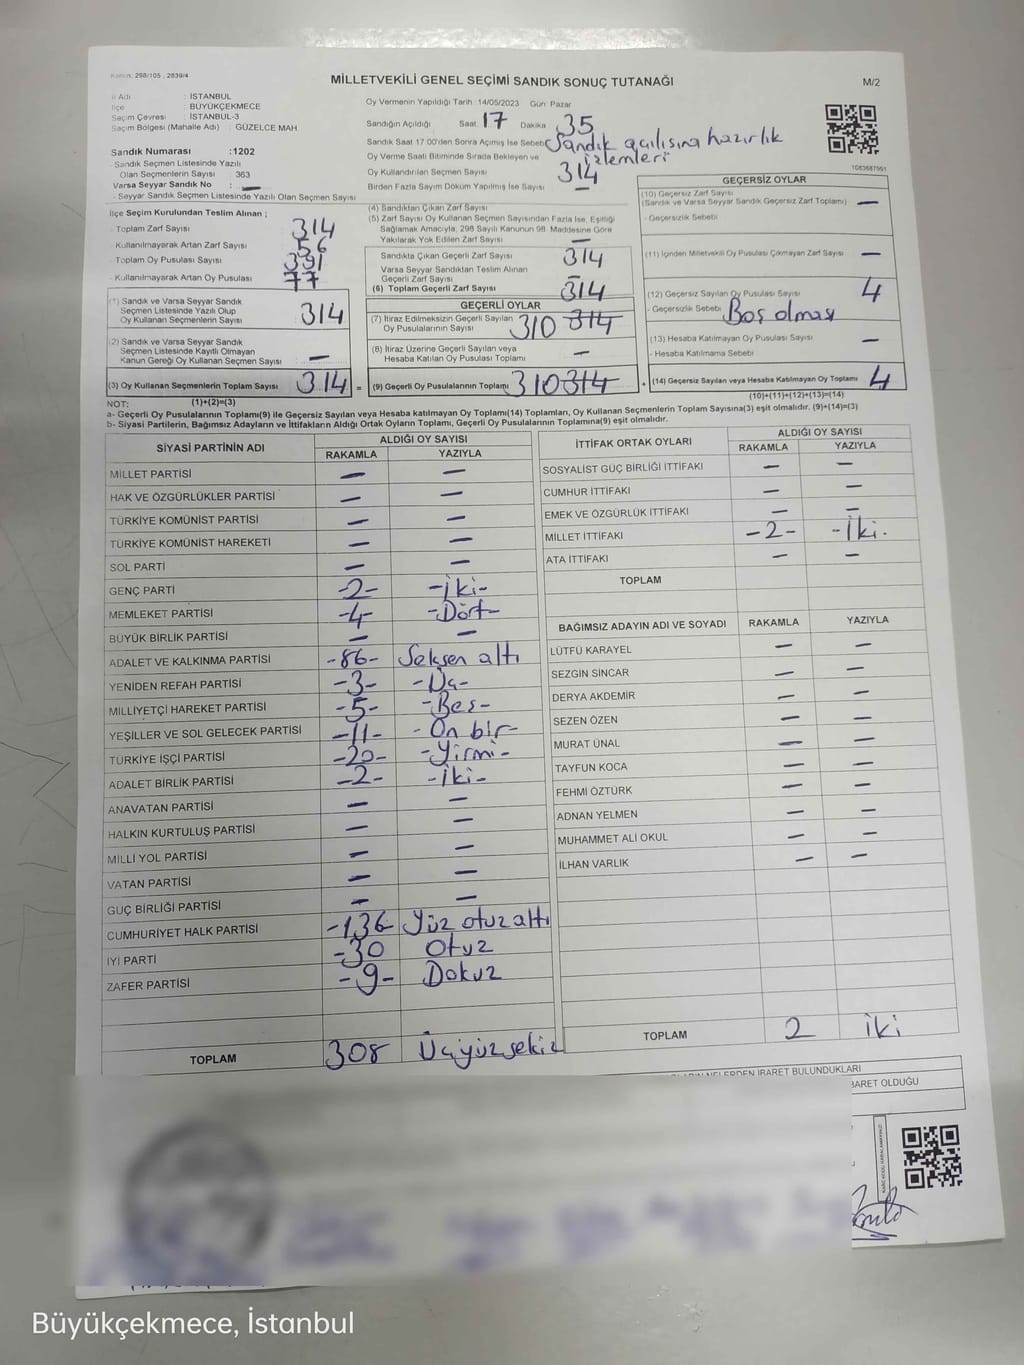 Kanun: 298/105 , 2839/4
MİLLETVEKİLİ GENEL SEÇİMİ SANDIK SONUÇ TUTANAĞI
M/2
İl Adı : İSTANBUL
İlçe : BÜYÜKÇEKMECE
Seçim Çevresi : İSTANBUL-3
Seçim Bölgesi (Mahalle Adı) : GÜZELCE MAH
Sandık Numarası :1202
Sandık Seçmen Listesinde Yazılı
Olan Seçmenlerin Sayısı : 363
Varsa Seyyar Sandık No : —
- Seyyar Sandık Seçmen Listesinde Yazılı Olan Seçmen Sayısı
Oy Vermenin Yapıldığı Tarih: 14/05/2023 Gün: Pazar
Sandığın Açıldığı Saat: 17 Dakika 35
Sandık Saat 17:00'den Sonra Açımış İse Sebebi Sandık açılışına hazırlık
Oy Verme Saati Bitiminde Sırada Bekleyen ve işlemleri
Oy Kullandırılan Seçmen Sayısı 314
Birden Fazla Sayım Döküm Yapılmış İse Sayısı —
1083687951
İlçe Seçim Kurulundan Teslim Alınan ;
- Toplam Zarf Sayısı 314
- Kullanılmayarak Artan Zarf Sayısı 56
- Toplam Oy Pusulası Sayısı 391
- Kullanılmayarak Artan Oy Pusulası 77
(1) Sandık ve Varsa Seyyar Sandık
Seçmen Listesinde Yazılı Olup
Oy Kullanan Seçmenlerin Sayısı 314
(2) Sandık ve Varsa Seyyar Sandık
Seçmen Listesinde Kayıtlı Olmayan
Kanun Gereği Oy Kullanan Seçmen Sayısı —
(3) Oy Kullanan Seçmenlerin Toplam Sayısı 314 =
(1)+(2)=(3)
(4) Sandıktan Çıkan Zarf Sayısı
(5) Zarf Sayısı Oy Kullanan Seçmen Sayısından Fazla İse, Eşitliği
Sağlamak Amacıyla, 298 Sayılı Kanunun 98. Maddesine Göre
Yakılarak Yok Edilen Zarf Sayısı —
Sandıkta Çıkan Geçerli Zarf Sayısı 314
Varsa Seyyar Sandıktan Teslim Alınan
Geçerli Zarf Sayısı —
(6) Toplam Geçerli Zarf Sayısı 314
GEÇERLİ OYLAR
(7) İtiraz Edilmeksizin Geçerli Sayılan
Oy Pusulalarının Sayısı 310 314
(8) İtiraz Üzerine Geçerli Sayılan veya
Hesaba Katılan Oy Pusulası Toplamı —
(9) Geçerli Oy Pusulalarının Toplamı 310 314 +
GEÇERSİZ OYLAR
(10) Geçersiz Zarf Sayısı
(Sandık ve Varsa Seyyar Sandık Geçersiz Zarf Toplamı) —
- Geçersizlik Sebebi
(11) İçinden Milletvekili Oy Pusulası Çıkmayan Zarf Sayısı —
(12) Geçersiz Sayılan Oy Pusulası Sayısı 4
- Geçersizlik Sebebi Boş olması
(13) Hesaba Katılmayan Oy Pusulası Sayısı —
- Hesaba Katılmama Sebebi
(14) Geçersiz Sayılan veya Hesaba Katılmayan Oy Toplamı 4
(10)+(11)+(12)+(13)=(14)
NOT:
a- Geçerli Oy Pusulalarının Toplamı(9) ile Geçersiz Sayılan veya Hesaba katılmayan Oy Toplamı(14) Toplamları, Oy Kullanan Seçmenlerin Toplam Sayısına(3) eşit olmalıdır. (9)+(14)=(3)
b- Siyasi Partilerin, Bağımsız Adayların ve İttifakların Aldığı Ortak Oyların Toplamı, Geçerli Oy Pusulalarının Toplamına(9) eşit olmalıdır.
SİYASİ PARTİNİN ADI ALDIĞI OY SAYISI
RAKAMLA YAZIYLA
MİLLET PARTİSİ — —
HAK VE ÖZGÜRLÜKLER PARTİSİ — —
TÜRKİYE KOMÜNİST PARTİSİ — —
TÜRKİYE KOMÜNİST HAREKETİ — —
SOL PARTİ — —
GENÇ PARTİ -2- -İki-
MEMLEKET PARTİSİ -4- -Dört-
BÜYÜK BİRLİK PARTİSİ — —
ADALET VE KALKINMA PARTİSİ -86- Seksen altı
YENİDEN REFAH PARTİSİ -3- -Üç-
MİLLİYETÇİ HAREKET PARTİSİ -5- -Beş-
YEŞİLLER VE SOL GELECEK PARTİSİ -11- -On bir-
TÜRKİYE İŞÇİ PARTİSİ -20- -Yirmi-
ADALET BİRLİK PARTİSİ -2- -İki-
ANAVATAN PARTİSİ — —
HALKIN KURTULUŞ PARTİSİ — —
MİLLİ YOL PARTİSİ — —
VATAN PARTİSİ — —
GÜÇ BİRLİĞİ PARTİSİ — —
CUMHURİYET HALK PARTİSİ -136- Yüz otuz altı
İYİ PARTİ -30 Otuz
ZAFER PARTİSİ -9- Dokuz
TOPLAM 308 Üçyüzsekiz
İTTİFAK ORTAK OYLARI ALDIĞI OY SAYISI
RAKAMLA YAZIYLA
SOSYALİST GÜÇ BİRLİĞİ İTTİFAKI — —
CUMHUR İTTİFAKI — —
EMEK VE ÖZGÜRLÜK İTTİFAKI — —
MİLLET İTTİFAKI -2- -İki-
ATA İTTİFAKI — —
TOPLAM
BAĞIMSIZ ADAYIN ADI VE SOYADI RAKAMLA YAZIYLA
LÜTFÜ KARAYEL — —
SEZGİN SİNCAR — —
DERYA AKDEMİR — —
SEZEN ÖZEN — —
MURAT ÜNAL — —
TAYFUN KOCA — —
FEHMİ ÖZTÜRK — —
ADNAN YELMEN — —
MUHAMMET ALİ OKUL — —
İLHAN VARLIK — —
TOPLAM 2 İki
NELERDEN İBARET BULUNDUKLARI
BARET OLDUĞU
Büyükçekmece, İstanbul